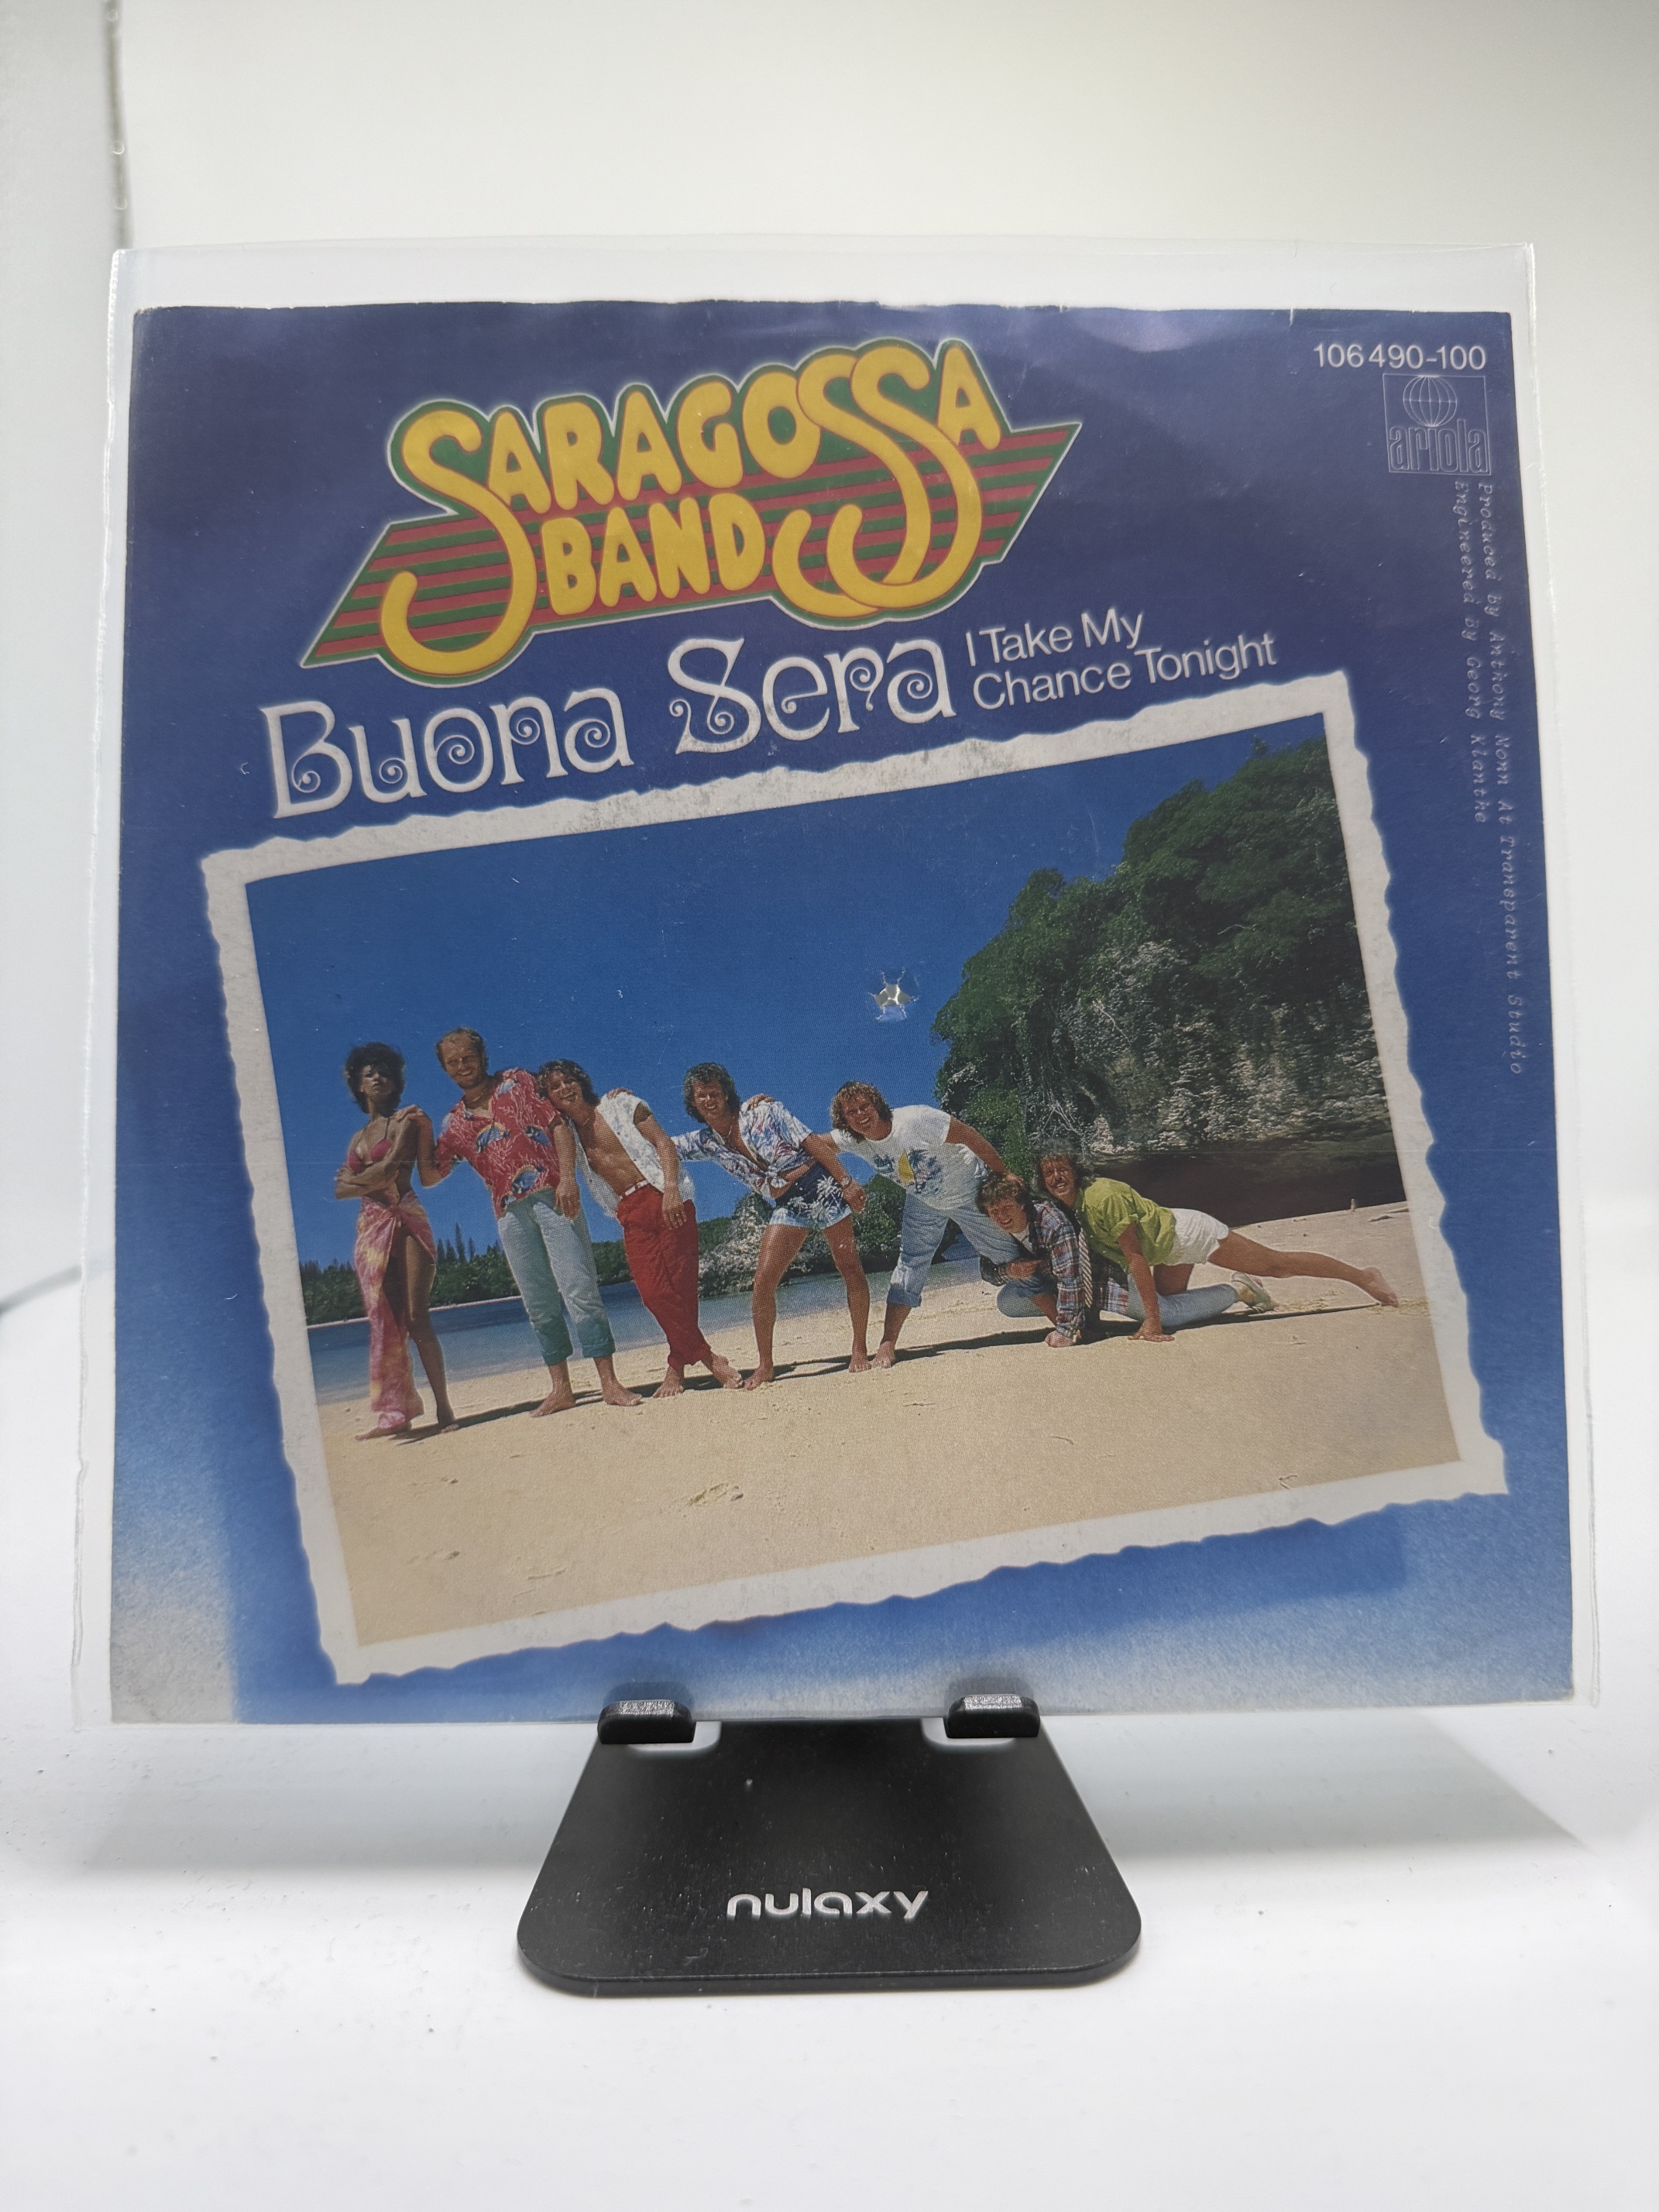 106 490-100
ariola
SARAGOSSA
BAND
Buona Sera
I Take My
Chance Tonight
Produced By Anthony Monn At Transparent Studio
Engineered By Georg Klanthe
nulaxy